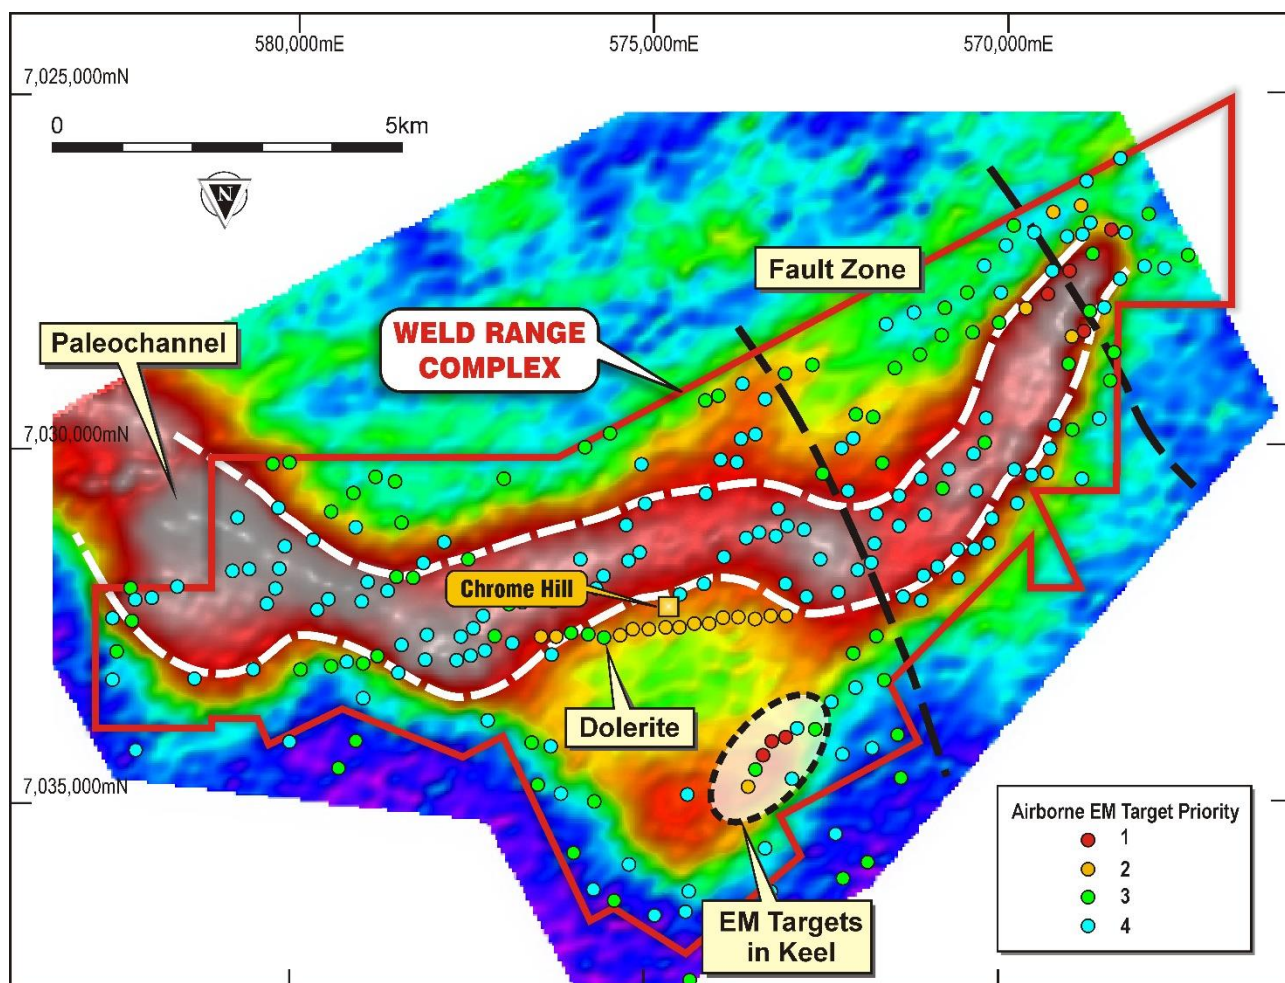 580,000mE
575,000mE
570,000mE
7,025,000mN
0
5km
N
Fault Zone
Paleochannel
WELD RANGE
COMPLEX
7,030,000mN
Chrome Hill
Dolerite
7,035,000mN
EM Targets
in Keel
Airborne EM Target Priority
1
2
3
4